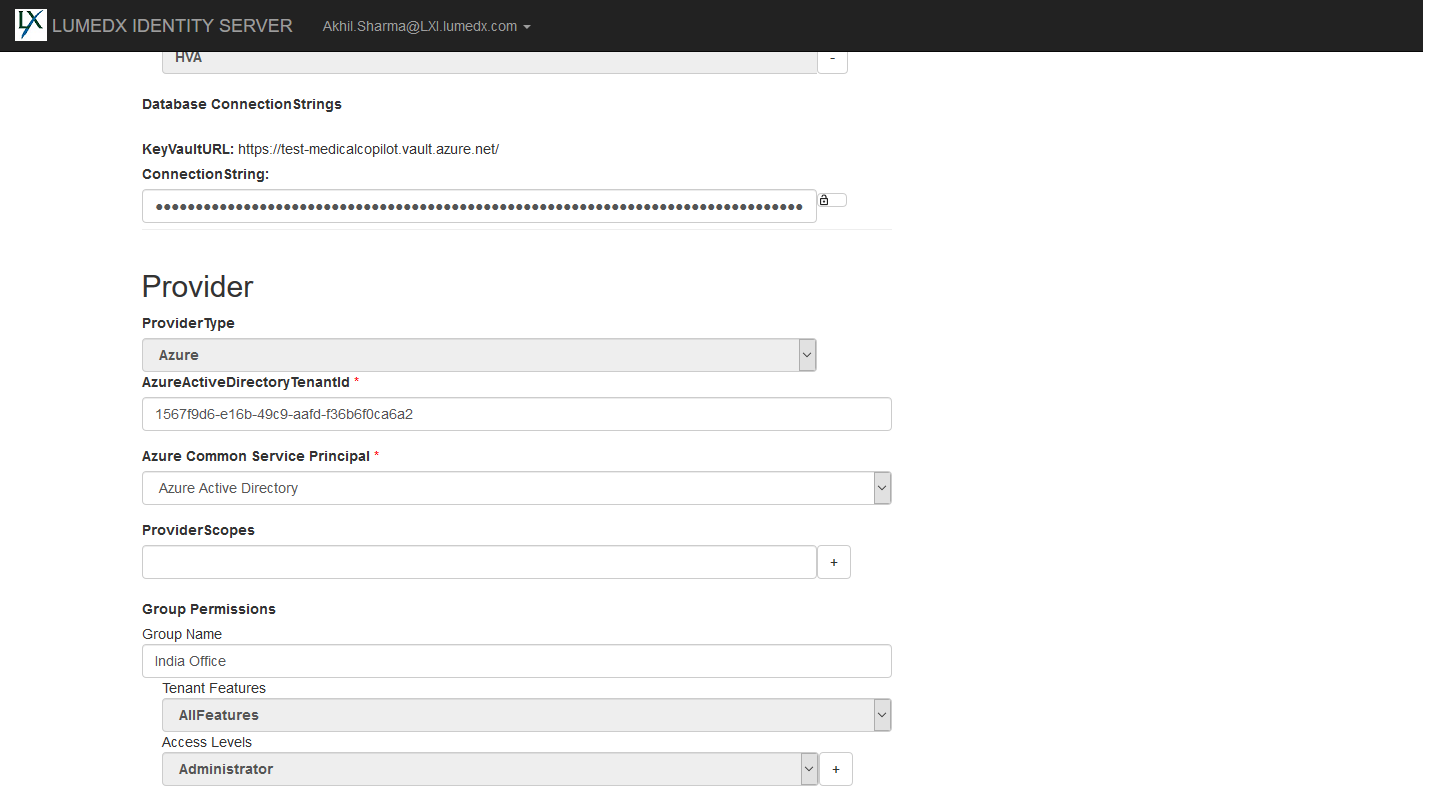 LX LUMEDX IDENTITY SERVER Akhil.Sharma@LXI.lumedx.com
HVA -
Database ConnectionStrings
KeyVaultURL: https://test-medicalcopilot.vault.azure.net/
ConnectionString:
••••••••••••••••••••••••••••••••••••••••••••••••••••••••••••••••••••••••••••••••••
Provider
ProviderType
Azure
AzureActiveDirectoryTenantId *
1567f9d6-e16b-49c9-aafd-f36b6f0ca6a2
Azure Common Service Principal *
Azure Active Directory
ProviderScopes
+
Group Permissions
Group Name
India Office
Tenant Features
AllFeatures
Access Levels
Administrator +